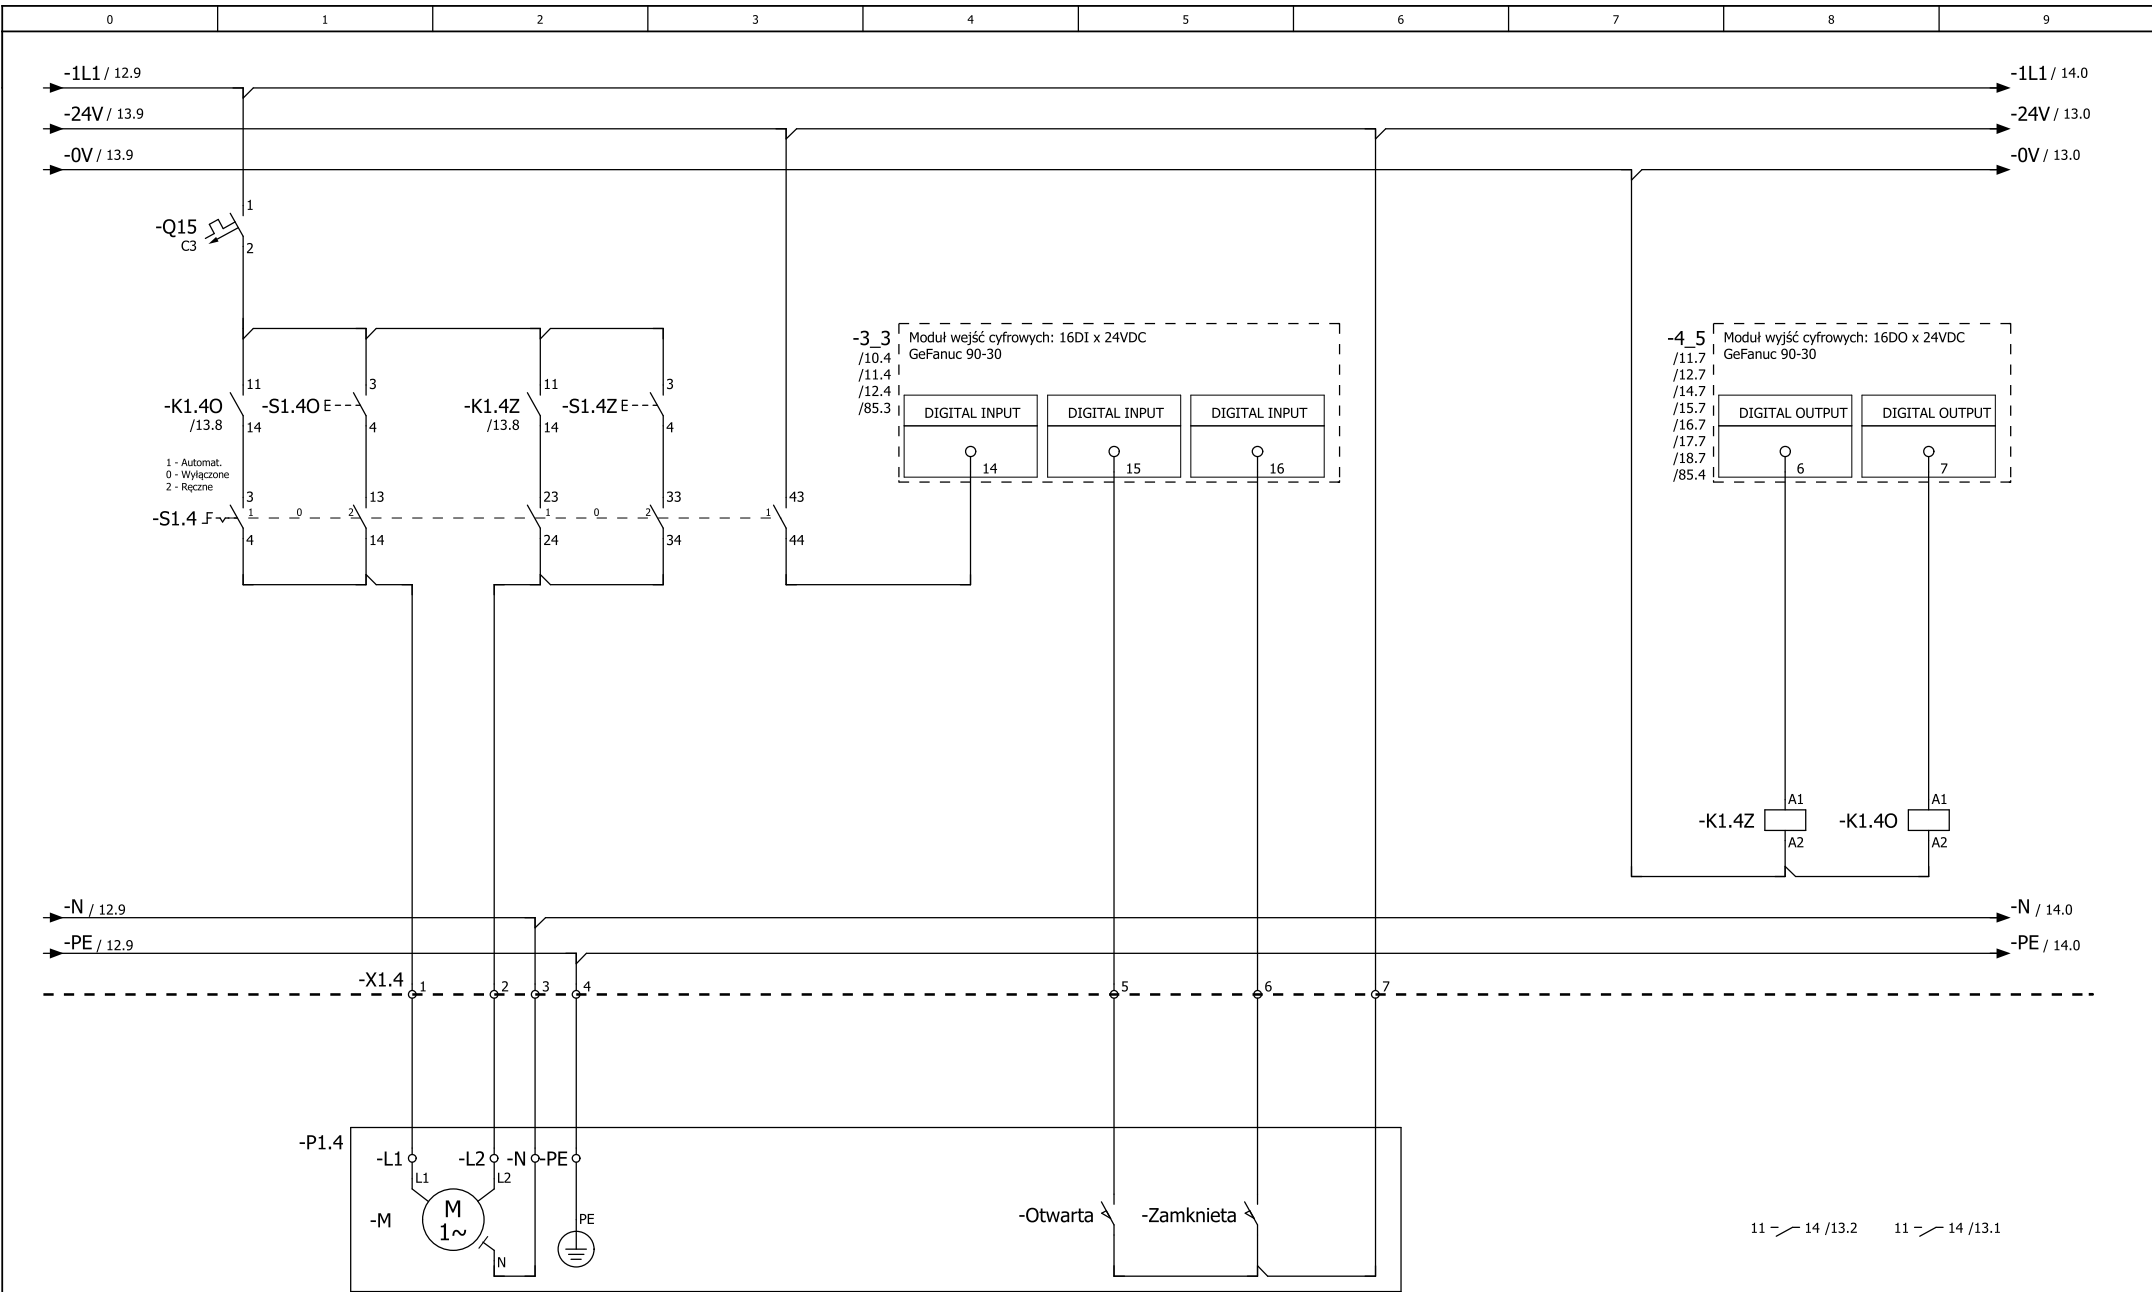 0 1 2 3 4 5 6 7 8 9
-1L1 / 12.9 -1L1 / 14.0
-24V / 13.9 -24V / 13.0
-0V / 13.9 -0V / 13.0
1
-Q15
C3
2
-3_3
/10.4
/11.4
/12.4
/85.3
Moduł wejść cyfrowych: 16DI x 24VDC
GeFanuc 90-30
DIGITAL INPUT DIGITAL INPUT DIGITAL INPUT
14 15 16
-4_5
/11.7
/12.7
/14.7
/15.7
/16.7
/17.7
/18.7
/85.4
Moduł wyjść cyfrowych: 16DO x 24VDC
GeFanuc 90-30
DIGITAL OUTPUT DIGITAL OUTPUT
6 7
11 3 11 3
-K1.4O -S1.4O -K1.4Z -S1.4Z
/13.8 /13.8
14 4 14 4
1 - Automat.
0 - Wyłączone
2 - Ręczne
3 13 23 33 43
-S1.4 1 0 2 1 0 2 1
4 14 24 34 44
A1 A1
-K1.4Z -K1.4O
A2 A2
-N / 12.9 -N / 14.0
-PE / 12.9 -PE / 14.0
-X1.4 1 2 3 4 5 6 7
-P1.4
-L1 -L2 -N -PE
L1 L2
-M
M
1~
PE
N
-Otwarta -Zamknieta
11 14 /13.2 11 14 /13.1